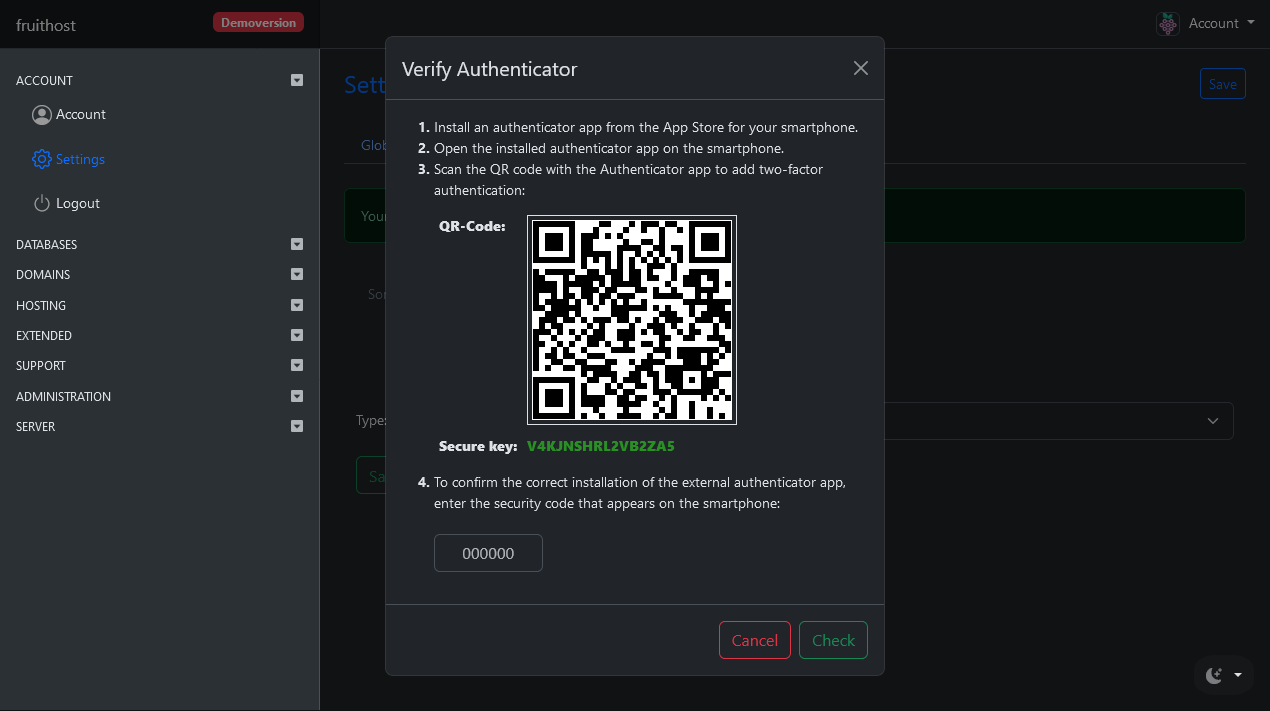 fruithost
Demoversion
Account
ACCOUNT
Account
Settings
Logout
DATABASES
DOMAINS
HOSTING
EXTENDED
SUPPORT
ADMINISTRATION
SERVER
Sett
Save
Glob
Your
Son
Type:
Sa
Verify Authenticator
1. Install an authenticator app from the App Store for your smartphone.
2. Open the installed authenticator app on the smartphone.
3. Scan the QR code with the Authenticator app to add two-factor
authentication:
QR-Code:
Secure key: V4KJNSHRL2VB2ZA5
4. To confirm the correct installation of the external authenticator app,
enter the security code that appears on the smartphone:
000000
Cancel
Check